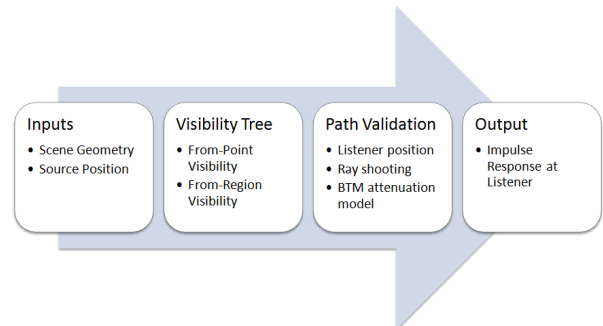 Inputs
• Scene Geometry
• Source Position
Visibility Tree
• From-Point
Visibility
• From-Region
Visibility
Path Validation
• Listener position
• Ray shooting
• BTM attenuation
model
Output
• Impulse
Response at
Listener